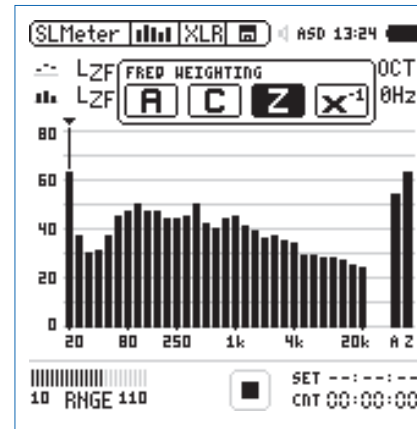 SLMeter XLR ASD 13:24
-.-- LZF FREQ WEIGHTING OCT
LZF A C Z x-1 0Hz
80
60
40
20
0
20 80 250 1k 4k 20k A Z
SET --:--:--
10 RNGE 110 CNT 00:00:00